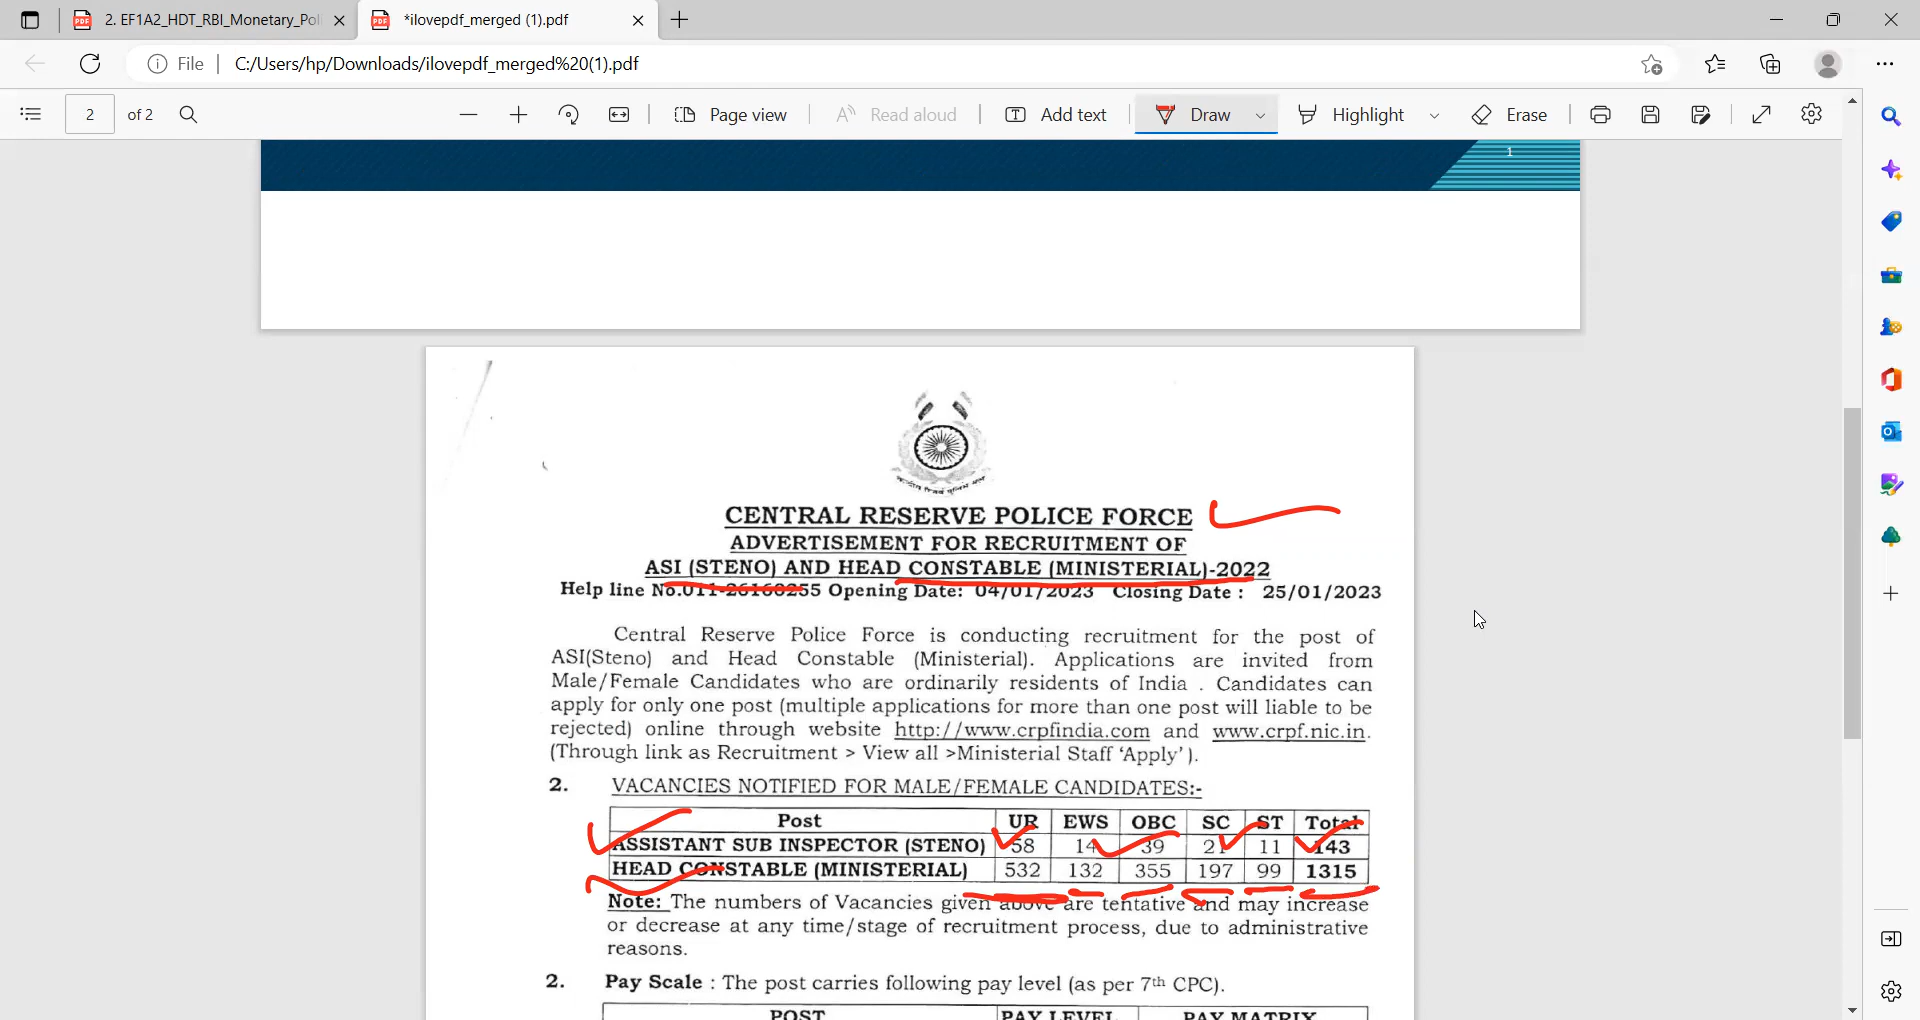 2. EF1A2_HDT_RBI_Monetary_Pol
*ilovepdf_merged (1).pdf
File
C:/Users/hp/Downloads/ilovepdf_merged%20(1).pdf
2 of 2
Page view
Read aloud
Add text
Draw
Highlight
Erase
1
CENTRAL RESERVE POLICE FORCE
ADVERTISEMENT FOR RECRUITMENT OF
ASI (STENO) AND HEAD CONSTABLE (MINISTERIAL)-2022
Help line No.011-26160255 Opening Date: 04/01/2023 Closing Date : 25/01/2023
Central Reserve Police Force is conducting recruitment for the post of
ASI(Steno) and Head Constable (Ministerial). Applications are invited from
Male/Female Candidates who are ordinarily residents of India . Candidates can
apply for only one post (multiple applications for more than one post will liable to be
rejected) online through website http://www.crpfindia.com and www.crpf.nic.in.
(Through link as Recruitment > View all >Ministerial Staff 'Apply' ).
2. VACANCIES NOTIFIED FOR MALE/FEMALE CANDIDATES:-
Post UR EWS OBC SC ST Total
ASSISTANT SUB INSPECTOR (STENO) 58 14 39 21 11 143
HEAD CONSTABLE (MINISTERIAL) 532 132 355 197 99 1315
Note: The numbers of Vacancies given above are tentative and may increase
or decrease at any time/stage of recruitment process, due to administrative
reasons.
2. Pay Scale : The post carries following pay level (as per 7th CPC).
POST PAY LEVEL PAY MATRIX